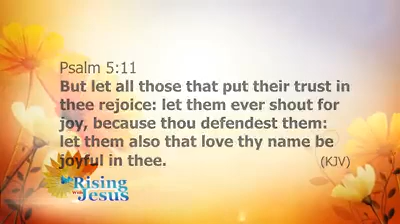 Psalm 5:11
But let all those that put their trust in
thee rejoice: let them ever shout for
joy, because thou defendest them:
let them also that love thy name be
joyful in thee.
(KJV)
Rising
With
Jesus